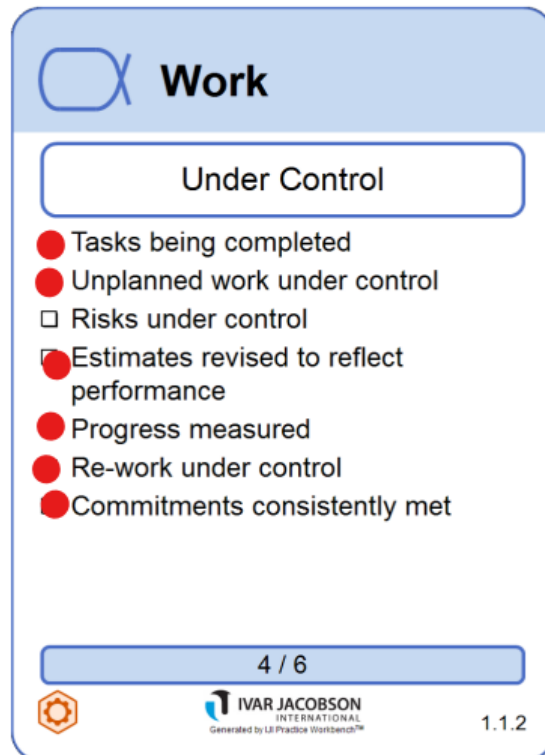 Work
Under Control
Tasks being completed
Unplanned work under control
Risks under control
Estimates revised to reflect
performance
Progress measured
Re-work under control
Commitments consistently met
4 / 6
IVAR JACOBSON
INTERNATIONAL
Generated by IJI Practice Workbench™
1.1.2